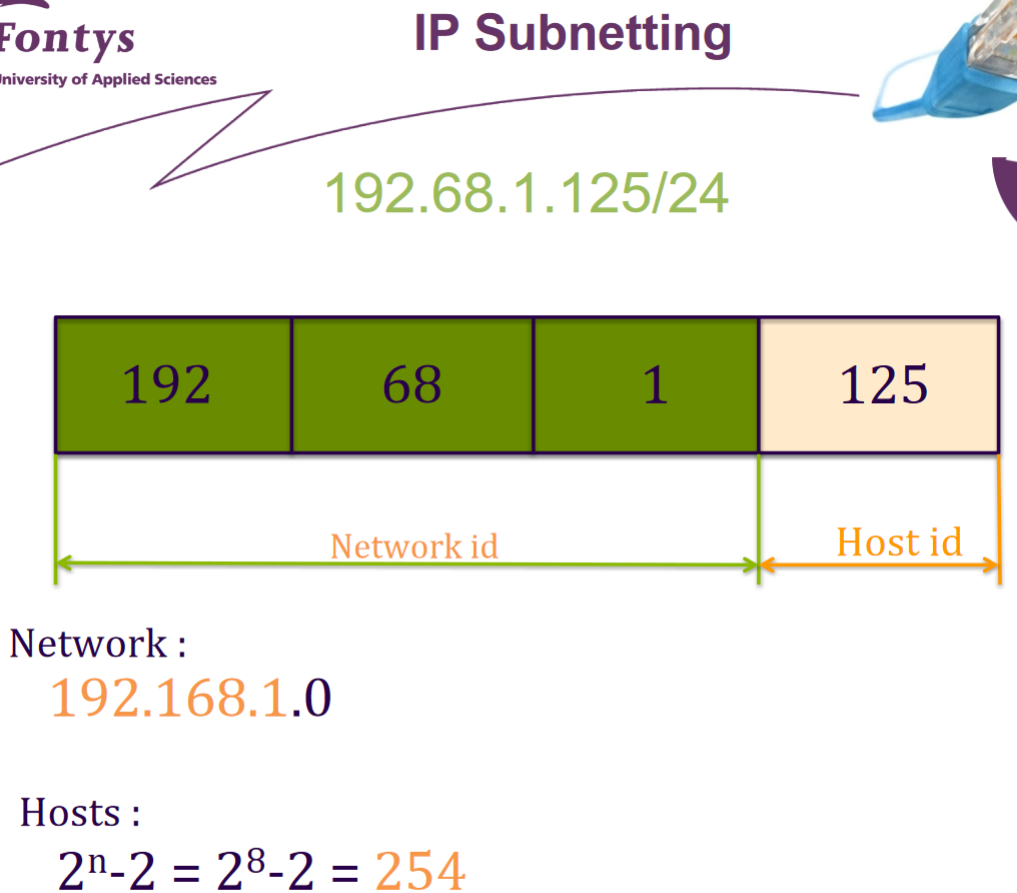 Fontys
University of Applied Sciences
IP Subnetting
192.68.1.125/24
192 68 1 125
Network id Host id
Network :
192.168.1.0
Hosts :
2ⁿ-2 = 2⁸-2 = 254